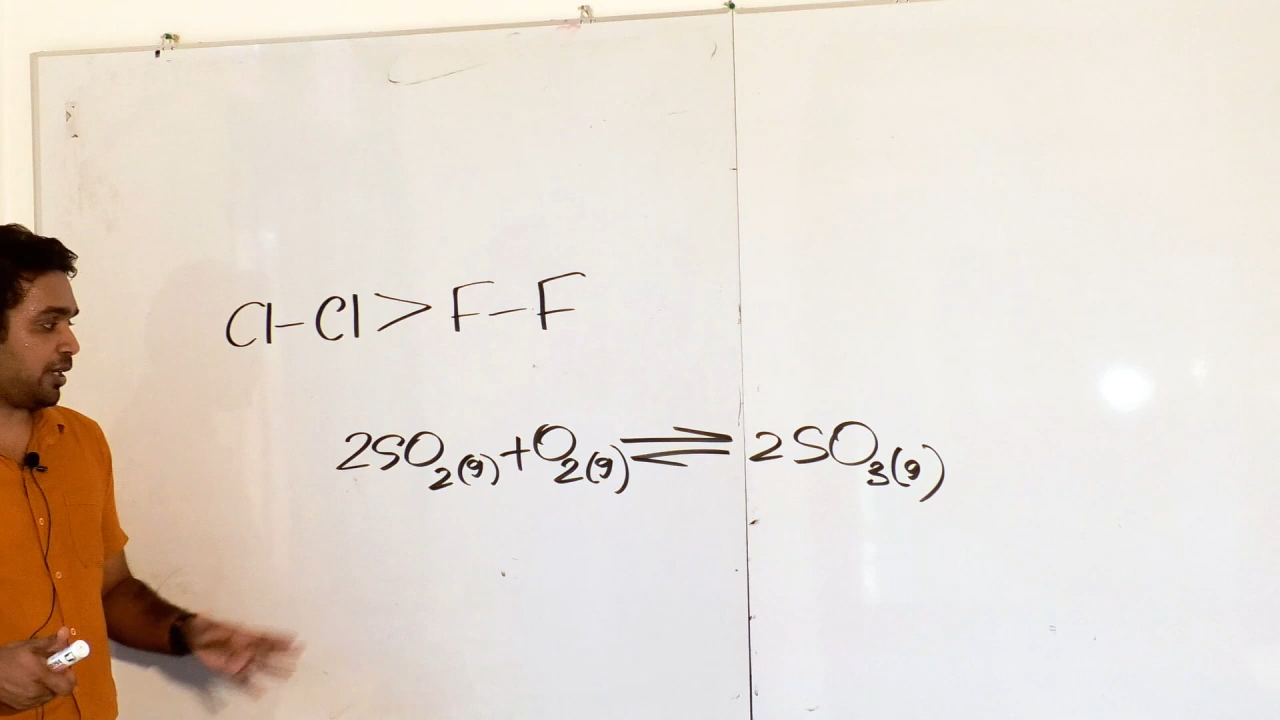 Cl-Cl > F-F
2SO₂(g) + O₂(g) ⇌ 2SO₃(g)